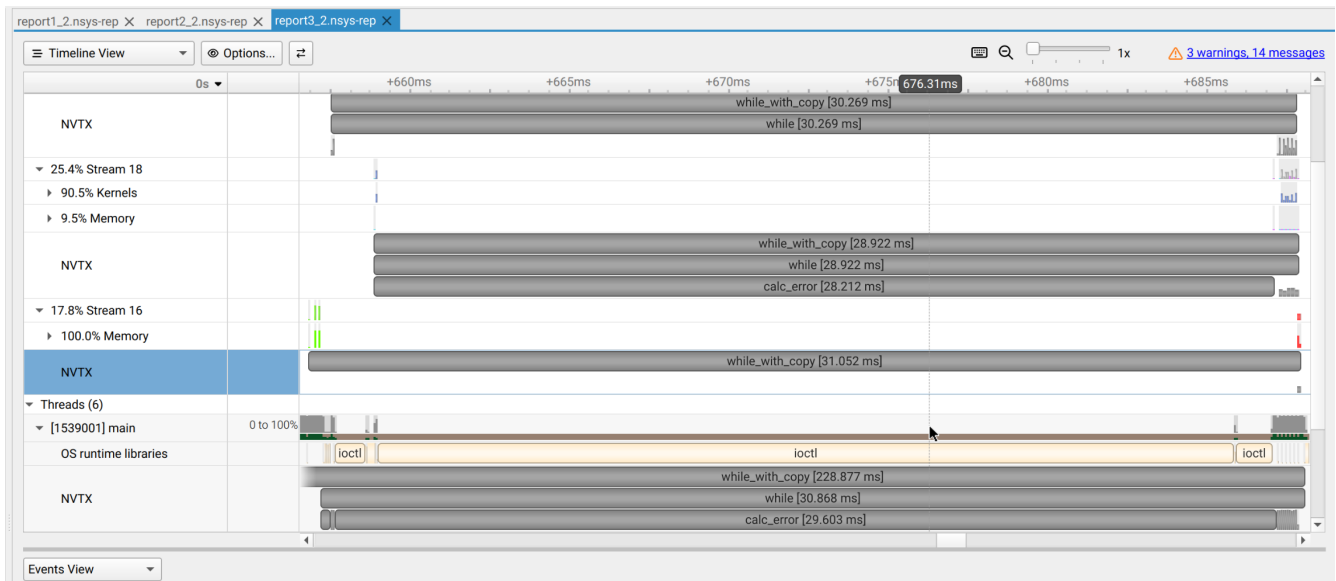 report1_2.nsys-rep report2_2.nsys-rep report3_2.nsys-rep
Timeline View Options... 1x 3 warnings, 14 messages
0s +660ms +665ms +670ms +675m 676.31ms +680ms +685ms
while_with_copy [30.269 ms]
NVTX while [30.269 ms]
25.4% Stream 18
90.5% Kernels
9.5% Memory
while_with_copy [28.922 ms]
NVTX while [28.922 ms]
calc_error [28.212 ms]
17.8% Stream 16
100.0% Memory
while_with_copy [31.052 ms]
NVTX
Threads (6)
[1539001] main 0 to 100%
OS runtime libraries ioctl ioctl ioctl
while_with_copy [228.877 ms]
NVTX while [30.868 ms]
calc_error [29.603 ms]
Events View